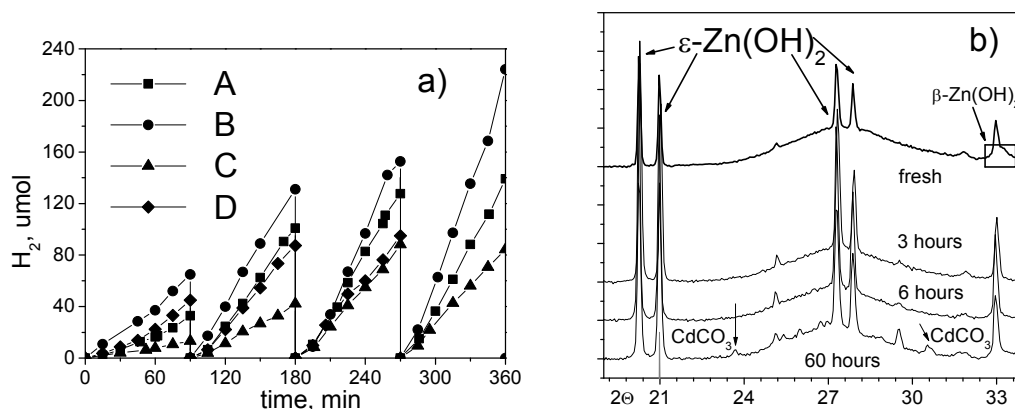 240
200
160
120
80
40
0
H₂, umol
A
B
C
D
a)
0 60 120 180 240 300 360
time, min
b)
ε-Zn(OH)₂
β-Zn(OH)₂
fresh
3 hours
6 hours
CdCO₃
CdCO₃
60 hours
2Θ 21 24 27 30 33